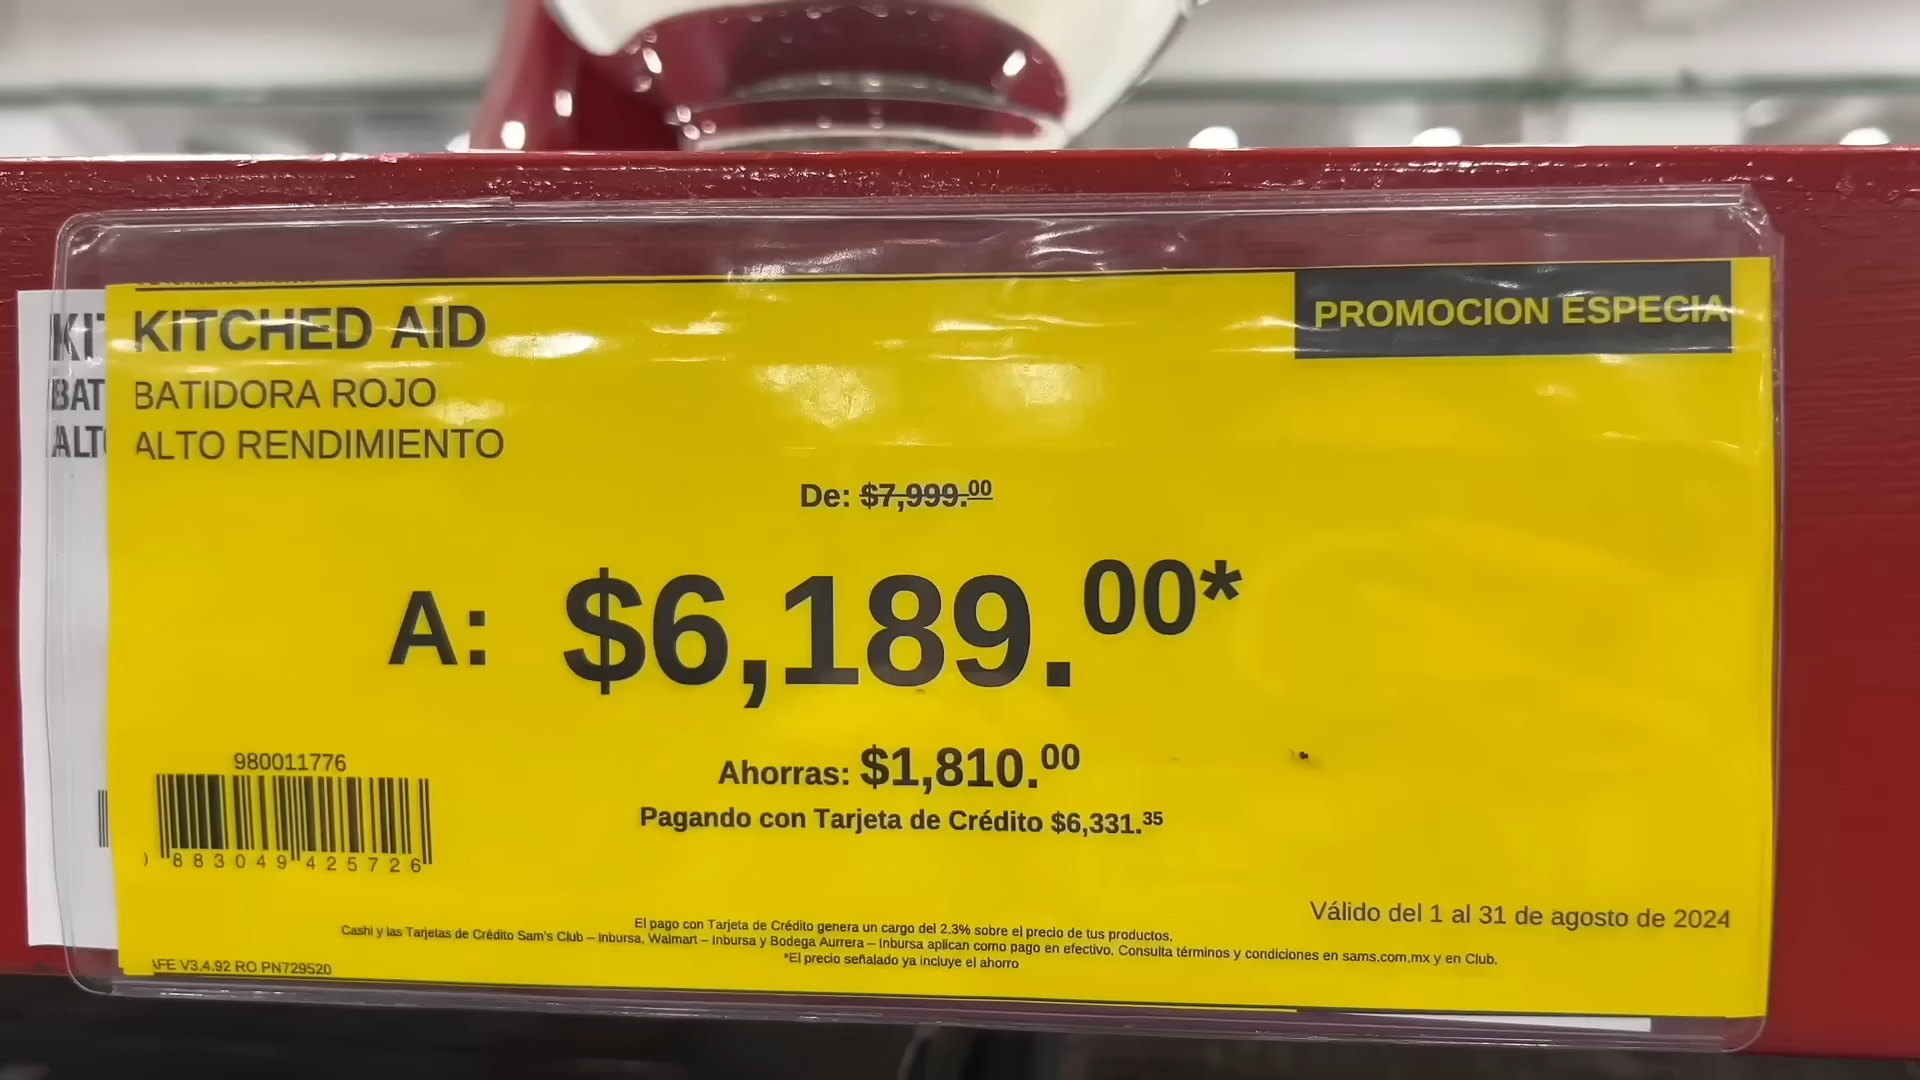 KITCHED AID
PROMOCION ESPECIA
BATIDORA ROJO
ALTO RENDIMIENTO
KIT
BAT
ALT
De: $7,999.00
A: $6,189.00*
Ahorras: $1,810.00
Pagando con Tarjeta de Crédito $6,331.35
980011776
883049425726
Válido del 1 al 31 de agosto de 2024
El pago con Tarjeta de Crédito genera un cargo del 2.3% sobre el precio de tus productos.
Cashi y las Tarjetas de Crédito Sam's Club – Inbursa, Walmart – Inbursa y Bodega Aurrera – Inbursa aplican como pago en efectivo. Consulta términos y condiciones en sams.com.mx y en Club.
*El precio señalado ya incluye el ahorro
AFE V3.4.92 RO PN729520